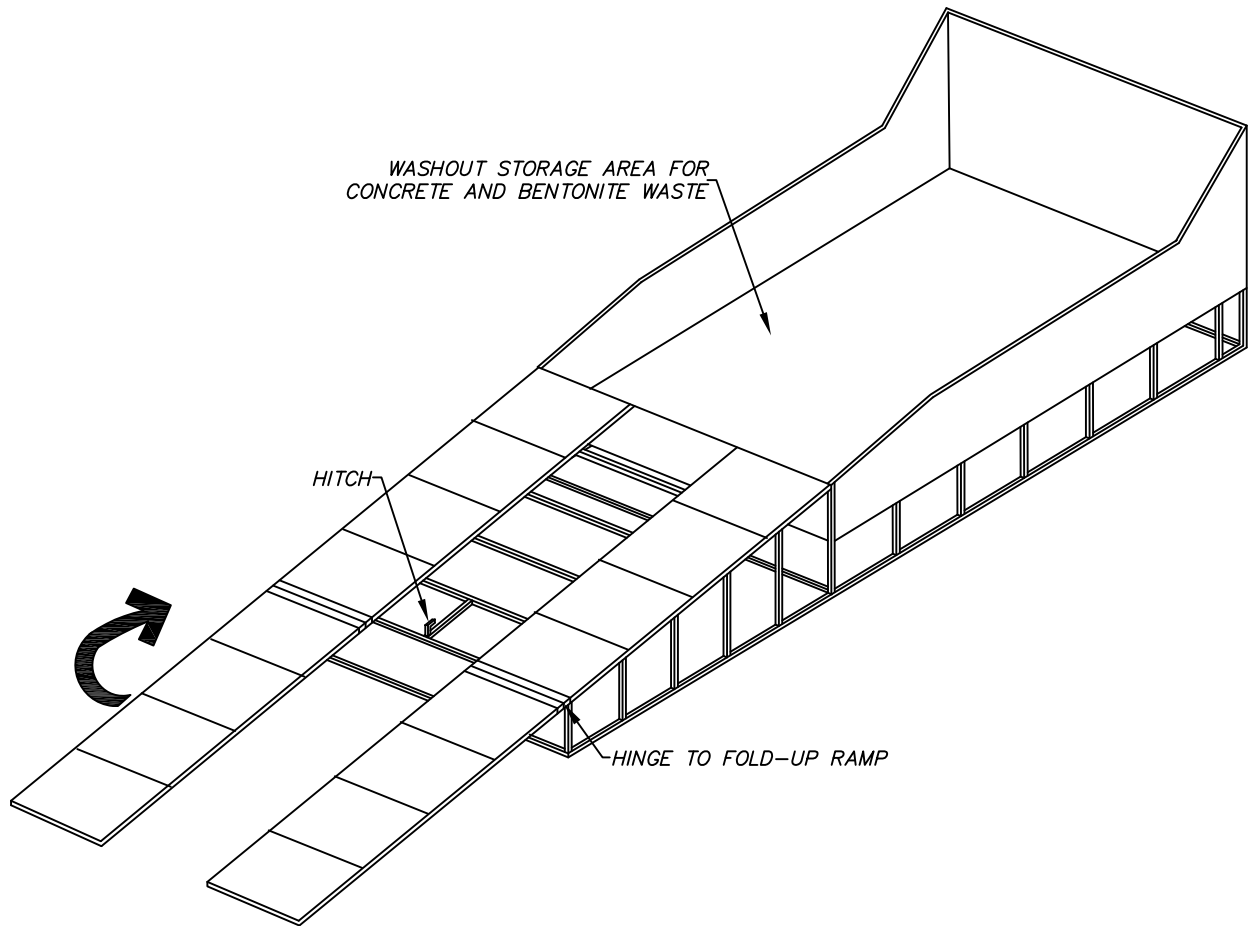 WASHOUT STORAGE AREA FOR
CONCRETE AND BENTONITE WASTE
HITCH
HINGE TO FOLD-UP RAMP